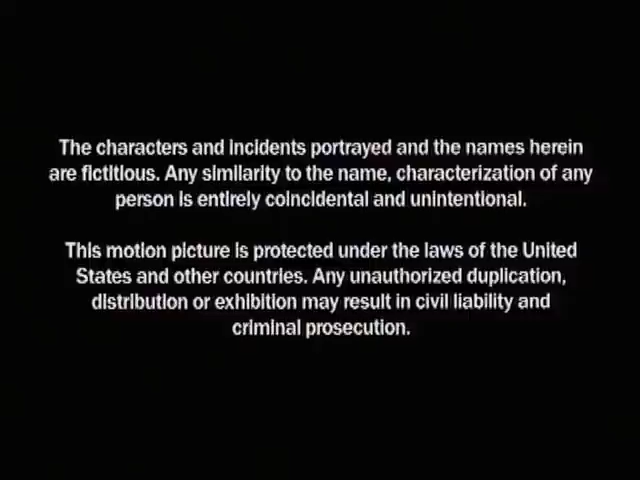 The characters and incidents portrayed and the names herein
are fictitious. Any similarity to the name, characterization of any
person is entirely coincidental and unintentional.
This motion picture is protected under the laws of the United
States and other countries. Any unauthorized duplication,
distribution or exhibition may result in civil liability and
criminal prosecution.